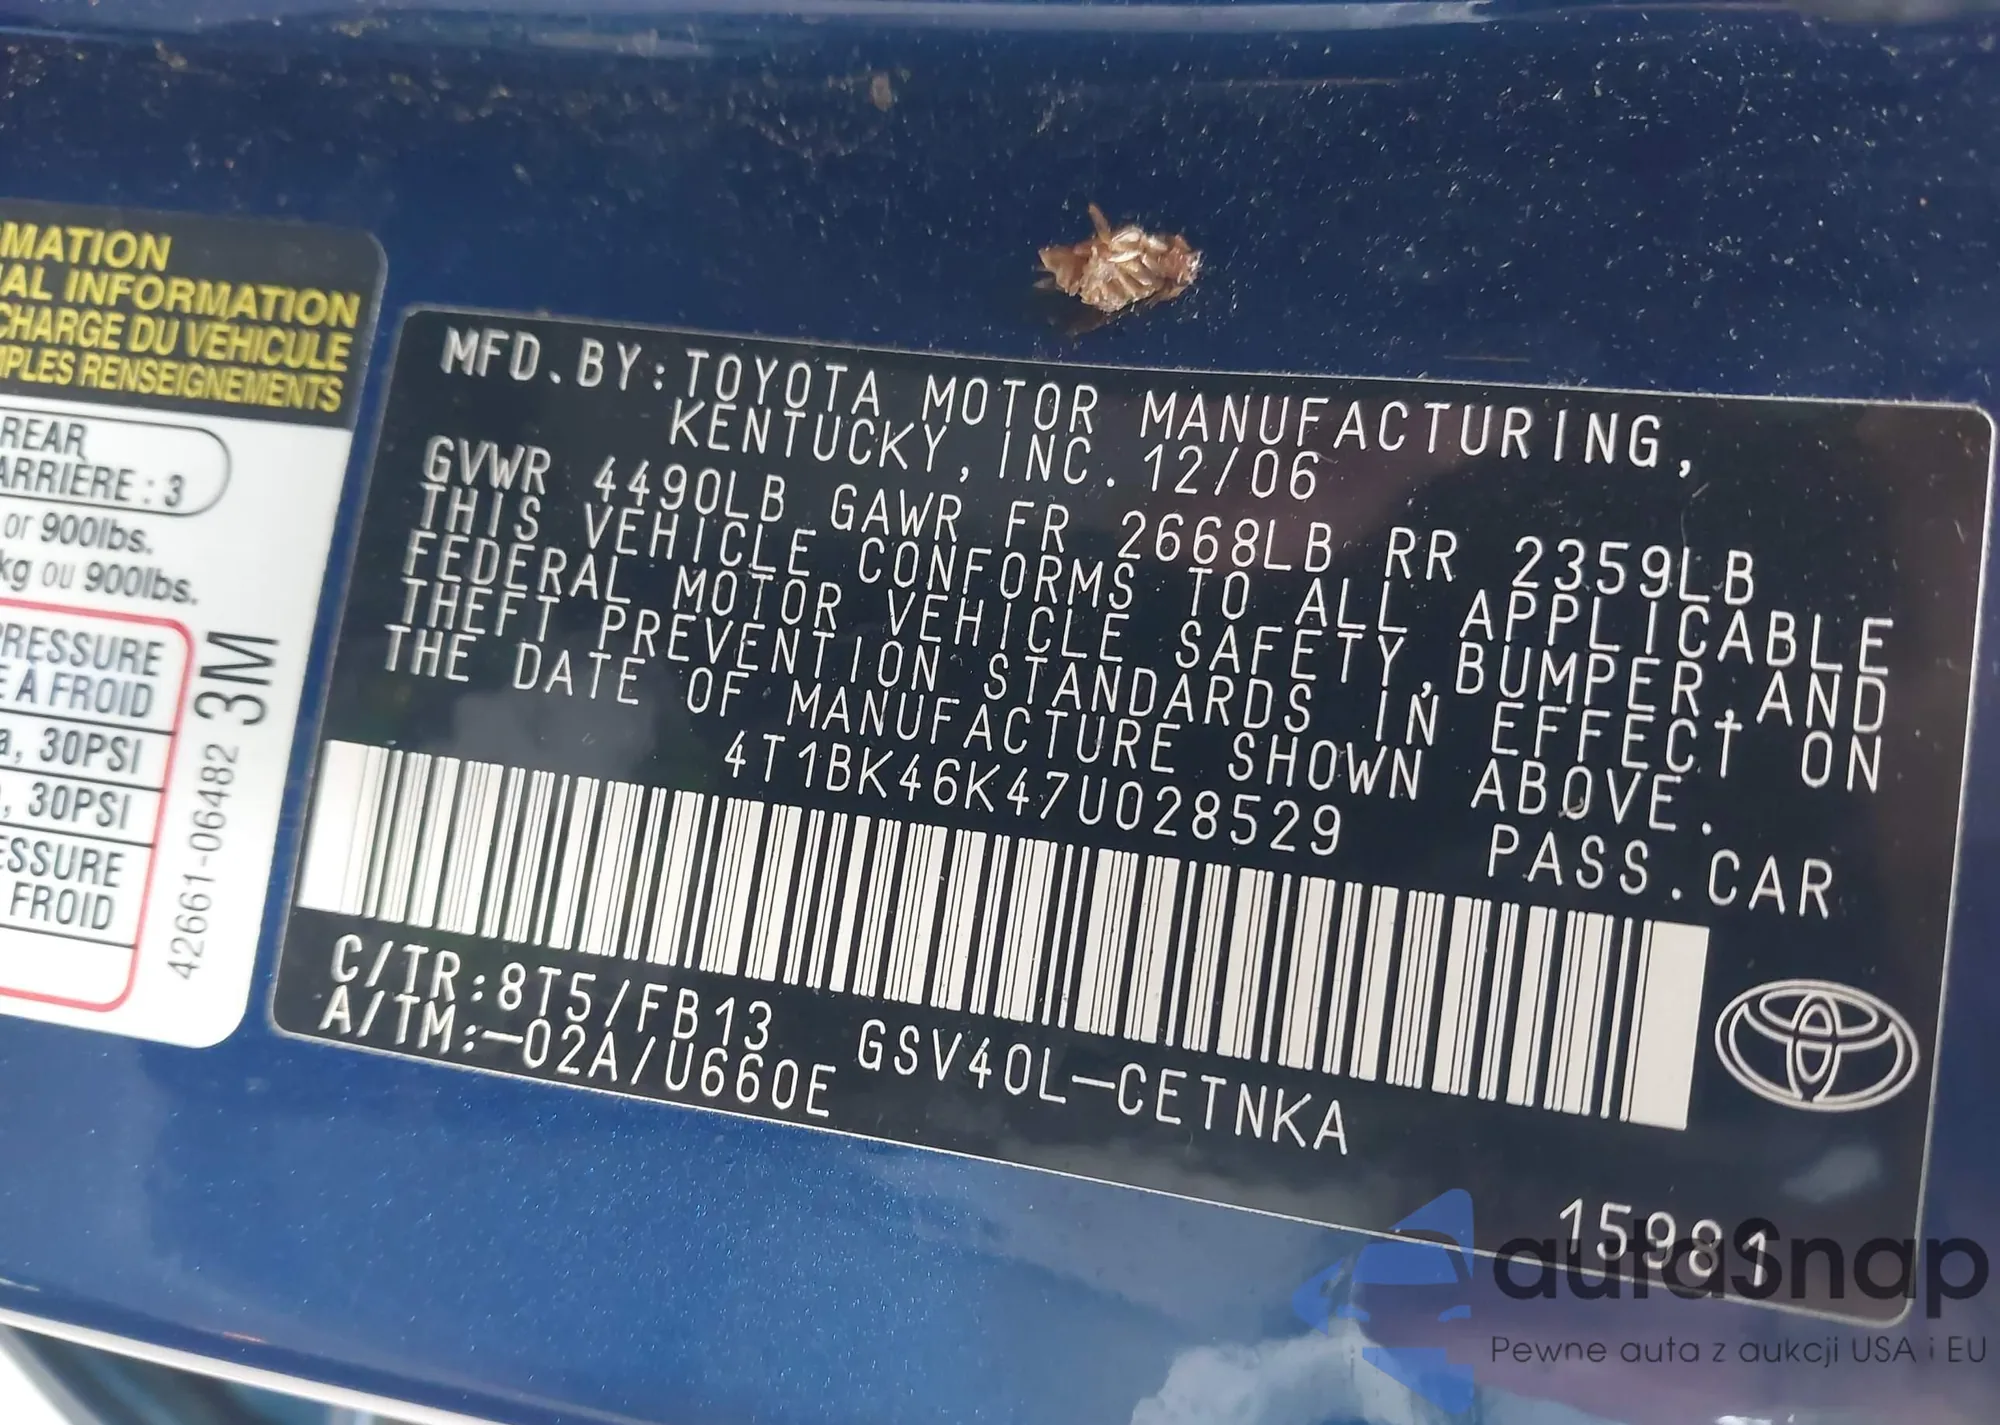 MATION
AL INFORMATION
CHARGE DU VÉHICULE
MPLES RENSEIGNEMENTS
REAR
ARRIÈRE : 3
or 900lbs.
kg ou 900lbs.
PRESSURE
E À FROID
a, 30PSI
, 30PSI
ESSURE
FROID
42661-06482 3M
MFD.BY:TOYOTA MOTOR MANUFACTURING,
KENTUCKY, INC. 12/06
GVWR 4490LB GAWR FR 2668LB RR 2359LB
THIS VEHICLE CONFORMS TO ALL APPLICABLE
FEDERAL MOTOR VEHICLE SAFETY,BUMPER,AND
THEFT PREVENTION STANDARDS IN EFFECT ON
THE DATE OF MANUFACTURE SHOWN ABOVE.
4T1BK46K47U028529 PASS.CAR
C/TR:8T5/FB13 GSV40L-CETNKA
A/TM:-02A/U660E
15981
autaSnap
Pewne auta z aukcji USA i EU